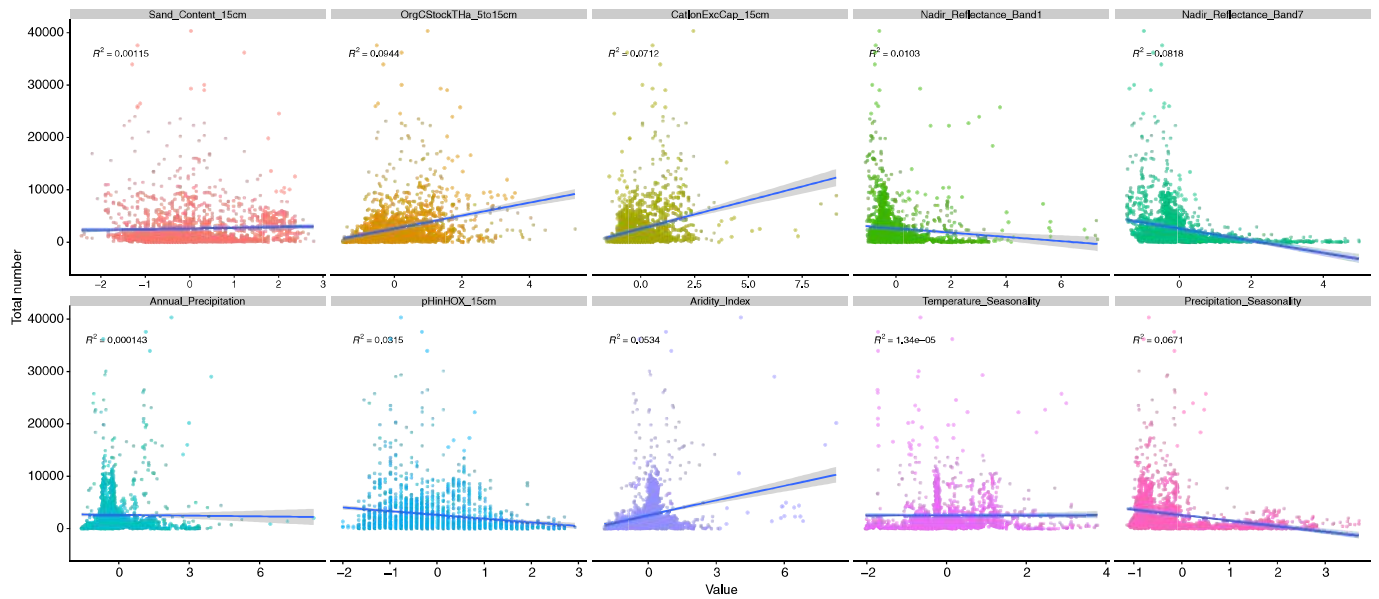 Sand_Content_15cm OrgCStockTHa_5to15cm CationExcCap_15cm Nadir_Reflectance_Band1 Nadir_Reflectance_Band7
40000
R² = 0.00115 R² = 0.0944 R² = 0.0712 R² = 0.0103 R² = 0.0818
30000
20000
10000
0
−2 −1 0 1 2 3 0 2 4 0.0 2.5 5.0 7.5 0 2 4 6 0 2 4
Total number
Annual_Precipitation pHinHOX_15cm Aridity_Index Temperature_Seasonality Precipitation_Seasonality
40000
R² = 0.000143 R² = 0.0315 R² = 0.0534 R² = 1.34e−05 R² = 0.0671
30000
20000
10000
0
0 3 6 −2 −1 0 1 2 3 0 3 6 −2 0 2 4 −1 0 1 2 3
Value